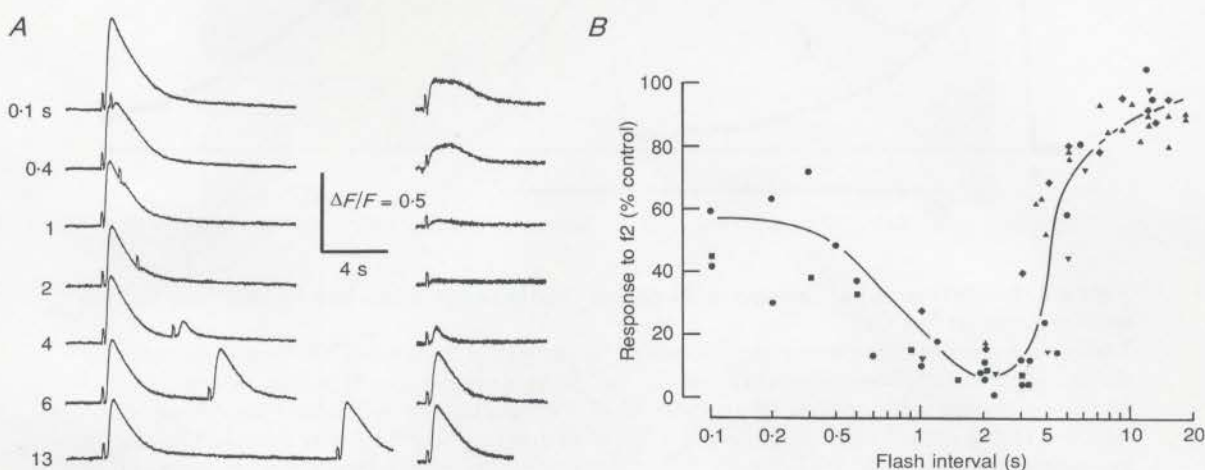 A
0·1 s
0·4
1
2
4
6
13
ΔF/F = 0·5
4 s
B
Response to f2 (% control)
100
80
60
40
20
0
0·1 0·2 0·5 1 2 5 10 20
Flash interval (s)